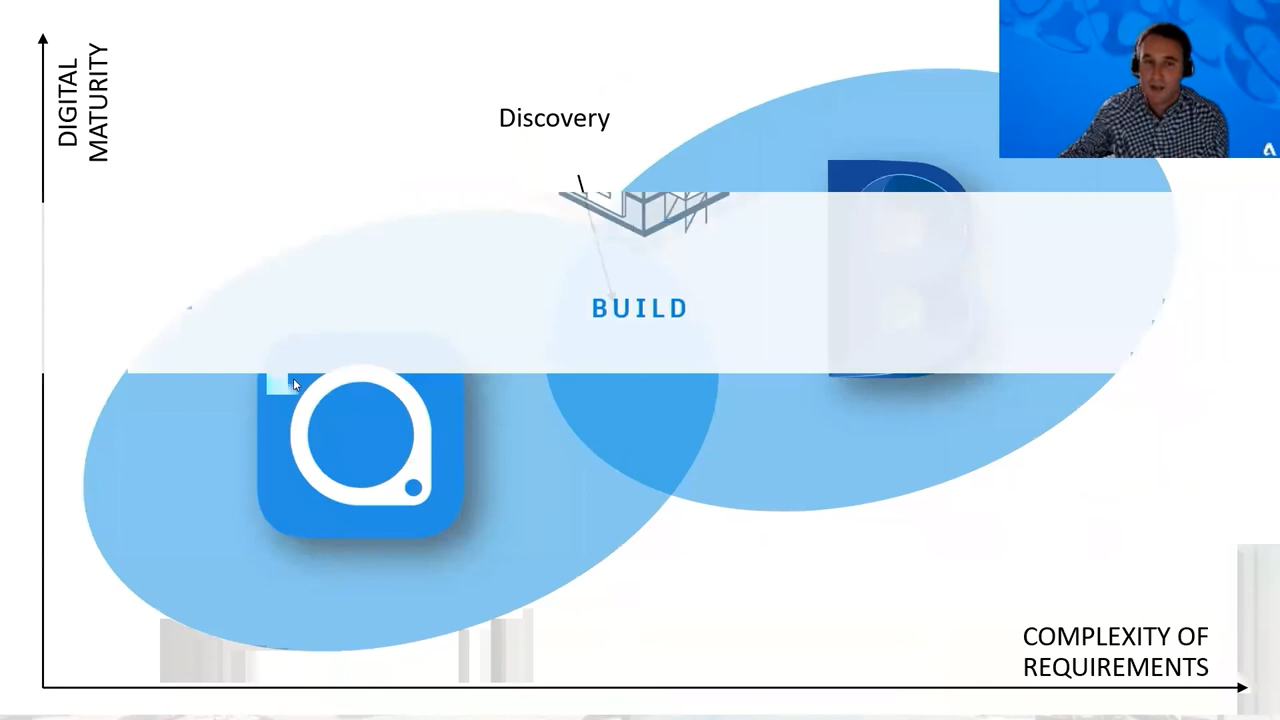 DIGITAL
MATURITY
Discovery
BUILD
COMPLEXITY OF
REQUIREMENTS